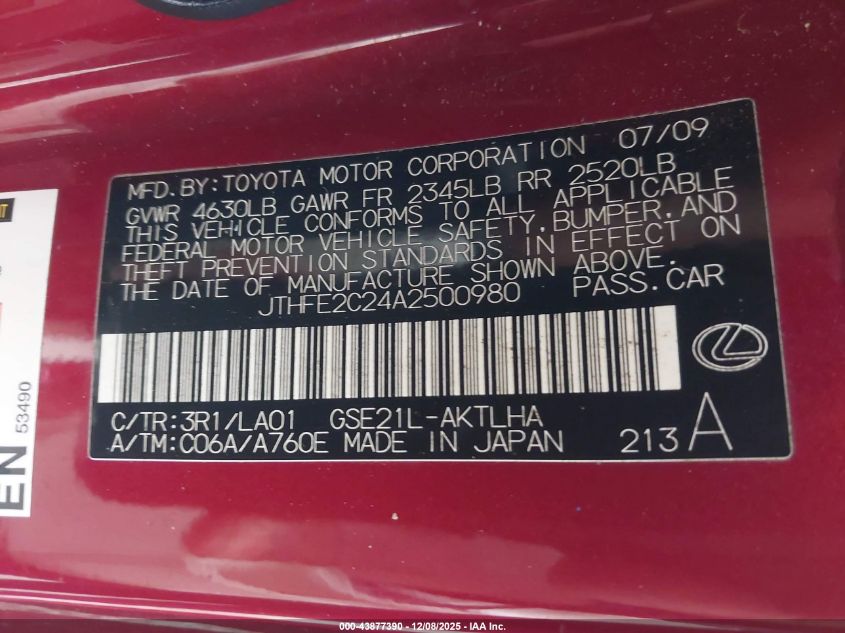 MFD.BY:TOYOTA MOTOR CORPORATION 07/09
GVWR 4630LB GAWR FR 2345LB RR 2520LB
THIS VEHICLE CONFORMS TO ALL APPLICABLE
FEDERAL MOTOR VEHICLE SAFETY,BUMPER,AND
THEFT PREVENTION STANDARDS IN EFFECT ON
THE DATE OF MANUFACTURE SHOWN ABOVE.
JTHFE2C24A2500980 PASS.CAR
C/TR:3R1/LA01 GSE21L-AKTLHA
A/TM:C06A/A760E MADE IN JAPAN 213 A
53490
EN
000-43877390 - 12/08/2025 - IAA Inc.